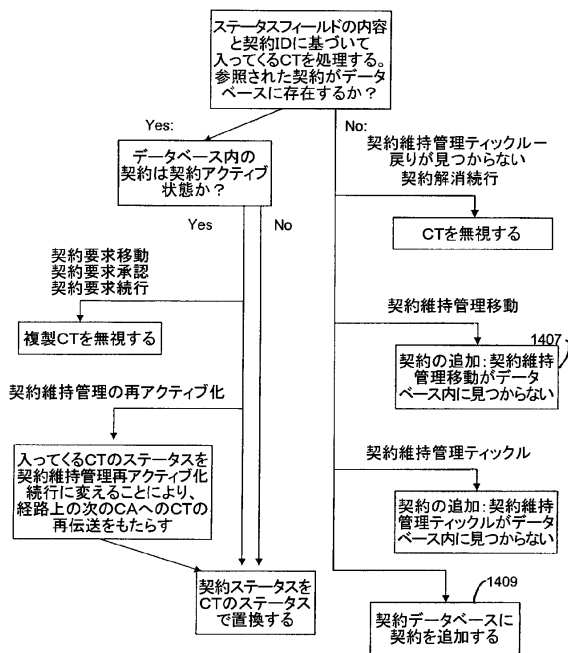 ステータスフィールドの内容
と契約IDに基づいて
入ってくるCTを処理する。
参照された契約がデータ
ベースに存在するか？
Yes:
No:
データベース内の
契約は契約アクティブ
状態か？
契約維持管理ティックルー
戻りが見つからない
契約解消続行
CTを無視する
Yes
No
契約要求移動
契約要求承認
契約要求続行
複製CTを無視する
契約維持管理移動
1407
契約の追加：契約維持
管理移動がデータ
ベース内に見つからない
契約維持管理の再アクティブ化
入ってくるCTのステータスを
契約維持管理再アクティブ化
続行に変えることにより、
経路上の次のCAへのCTの
再伝送をもたらす
契約維持管理ティックル
契約の追加：契約維持
管理ティックルがデータ
ベース内に見つからない
契約ステータスを
CTのステータス
で置換する
1409
契約データベースに
契約を追加する